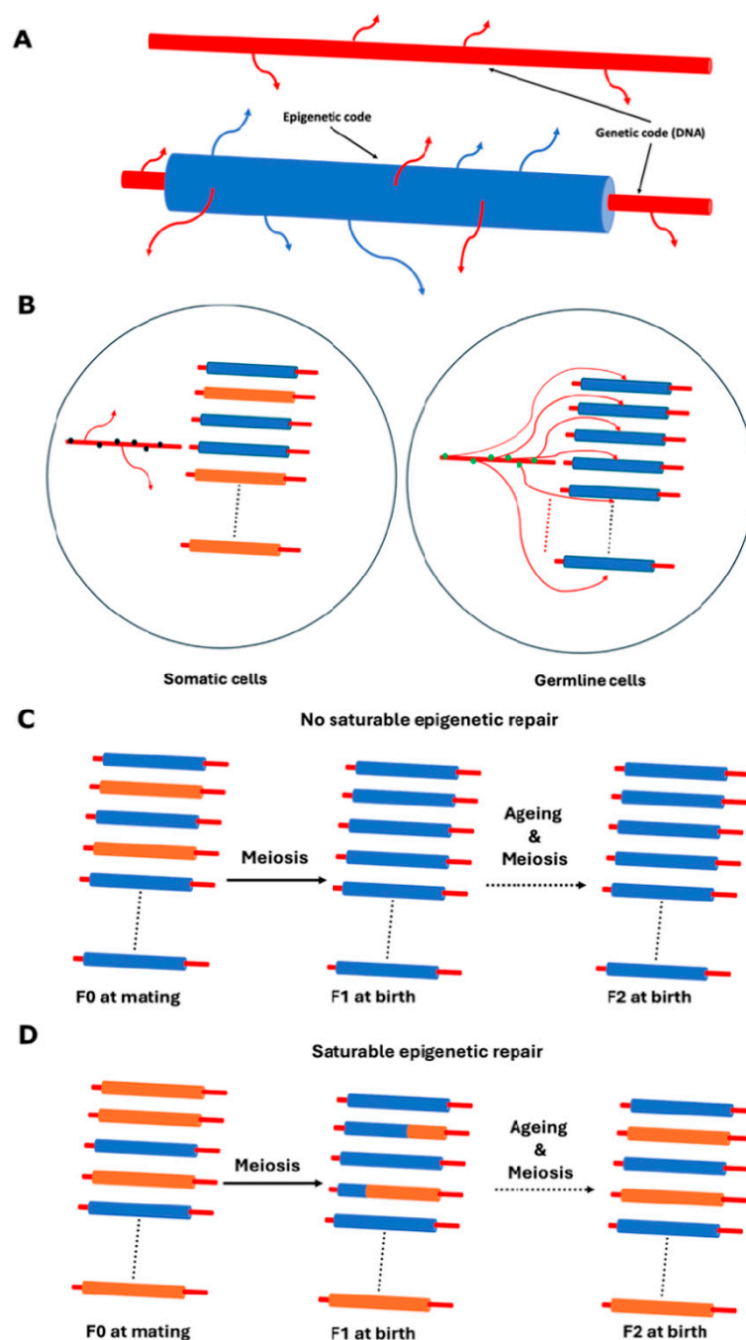 A
Epigenetic code
Genetic code (DNA)
B
Somatic cells
Germline cells
C
No saturable epigenetic repair
Meiosis
Ageing
&
Meiosis
F0 at mating
F1 at birth
F2 at birth
D
Saturable epigenetic repair
Meiosis
Ageing
&
Meiosis
F0 at mating
F1 at birth
F2 at birth